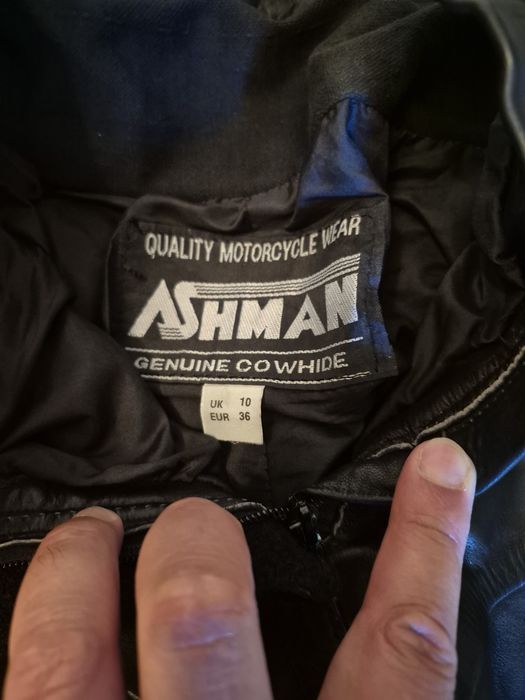 QUALITY MOTORCYCLE WEAR
ASHMAN
GENUINE COWHIDE
UK 10
EUR 36